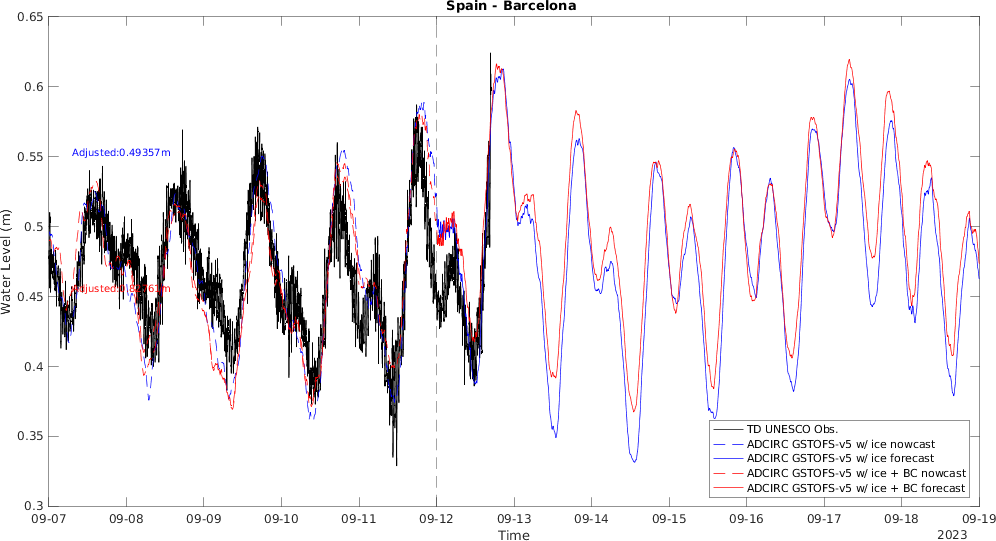 Spain - Barcelona
0.65
0.6
0.55
0.5
0.45
0.4
0.35
0.3
Water Level (m)
Adjusted:0.49357m
TD UNESCO Obs.
ADCIRC GSTOFS-v5 w/ ice nowcast
ADCIRC GSTOFS-v5 w/ ice forecast
ADCIRC GSTOFS-v5 w/ ice + BC nowcast
ADCIRC GSTOFS-v5 w/ ice + BC forecast
09-07 09-08 09-09 09-10 09-11 09-12 09-13 09-14 09-15 09-16 09-17 09-18 09-19
Time
2023